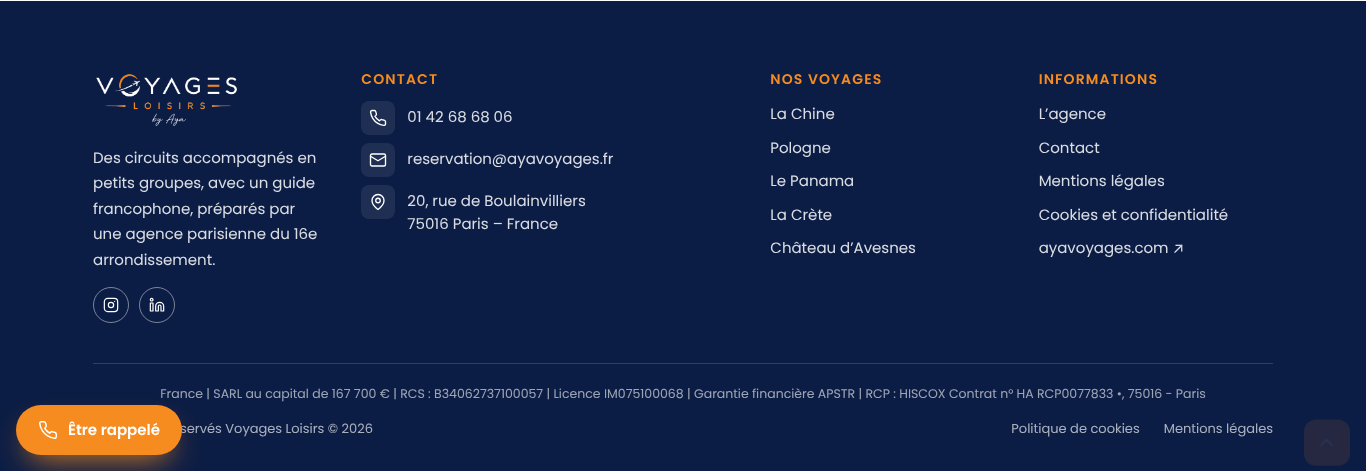 VOYAGES
LOISIRS
by Aya
Des circuits accompagnés en
petits groupes, avec un guide
francophone, préparés par
une agence parisienne du 16e
arrondissement.
CONTACT
01 42 68 68 06
reservation@ayavoyages.fr
20, rue de Boulainvilliers
75016 Paris – France
NOS VOYAGES
La Chine
Pologne
Le Panama
La Crète
Château d’Avesnes
INFORMATIONS
L’agence
Contact
Mentions légales
Cookies et confidentialité
ayavoyages.com ↗
France | SARL au capital de 167 700 € | RCS : B34062737100057 | Licence IM075100068 | Garantie financière APSTR | RCP : HISCOX Contrat n° HA RCP0077833 •, 75016 - Paris
Être rappelé
servés Voyages Loisirs © 2026
Politique de cookies
Mentions légales